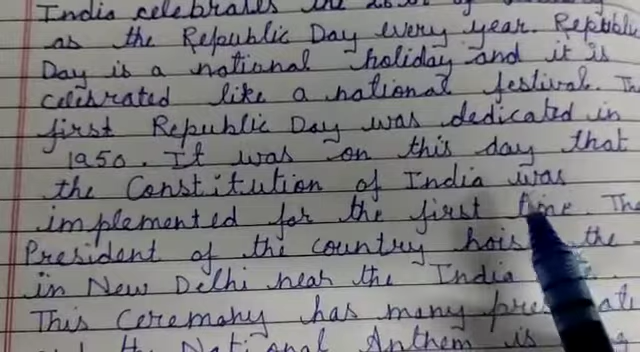 India celebrates the of
as the Republic Day every year. Republic
Day is a national holiday and it is
celebrated like a national festival. The
first Republic Day was dedicated in
1950. It was on this day that
the Constitution of India was
implemented for the first time. The
President of the country the
in New Delhi near the India
This Ceremony has many
National Anthem is